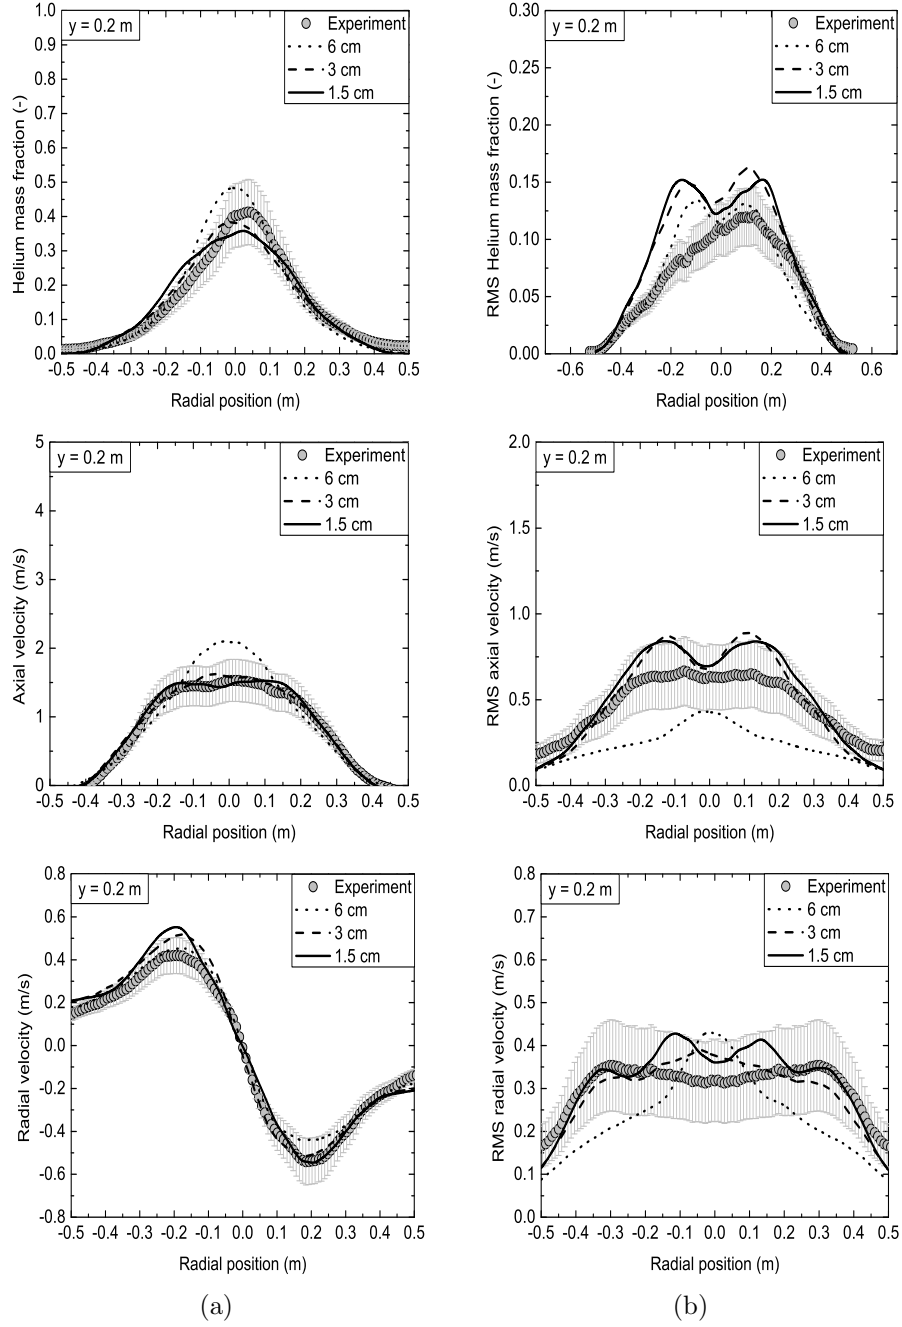 y = 0.2 m
Experiment
6 cm
3 cm
1.5 cm
Helium mass fraction (-)
1.0
0.9
0.8
0.7
0.6
0.5
0.4
0.3
0.2
0.1
0.0
-0.5 -0.4 -0.3 -0.2 -0.1 0.0 0.1 0.2 0.3 0.4 0.5
Radial position (m)
y = 0.2 m
Experiment
6 cm
3 cm
1.5 cm
RMS Helium mass fraction (-)
0.30
0.25
0.20
0.15
0.10
0.05
0.00
-0.6 -0.4 -0.2 0.0 0.2 0.4 0.6
Radial position (m)
y = 0.2 m
Experiment
6 cm
3 cm
1.5 cm
Axial velocity (m/s)
5
4
3
2
1
0
-0.5 -0.4 -0.3 -0.2 -0.1 0.0 0.1 0.2 0.3 0.4 0.5
Radial position (m)
y = 0.2 m
Experiment
6 cm
3 cm
1.5 cm
RMS axial velocity (m/s)
2.0
1.5
1.0
0.5
0.0
-0.5 -0.4 -0.3 -0.2 -0.1 0.0 0.1 0.2 0.3 0.4 0.5
Radial position (m)
y = 0.2 m
Experiment
6 cm
3 cm
1.5 cm
Radial velocity (m/s)
0.8
0.6
0.4
0.2
0.0
-0.2
-0.4
-0.6
-0.8
-0.5 -0.4 -0.3 -0.2 -0.1 0.0 0.1 0.2 0.3 0.4 0.5
Radial position (m)
y = 0.2 m
Experiment
6 cm
3 cm
1.5 cm
RMS radial velocity (m/s)
0.8
0.7
0.6
0.5
0.4
0.3
0.2
0.1
0.0
-0.5 -0.4 -0.3 -0.2 -0.1 0.0 0.1 0.2 0.3 0.4 0.5
Radial position (m)
(a)
(b)